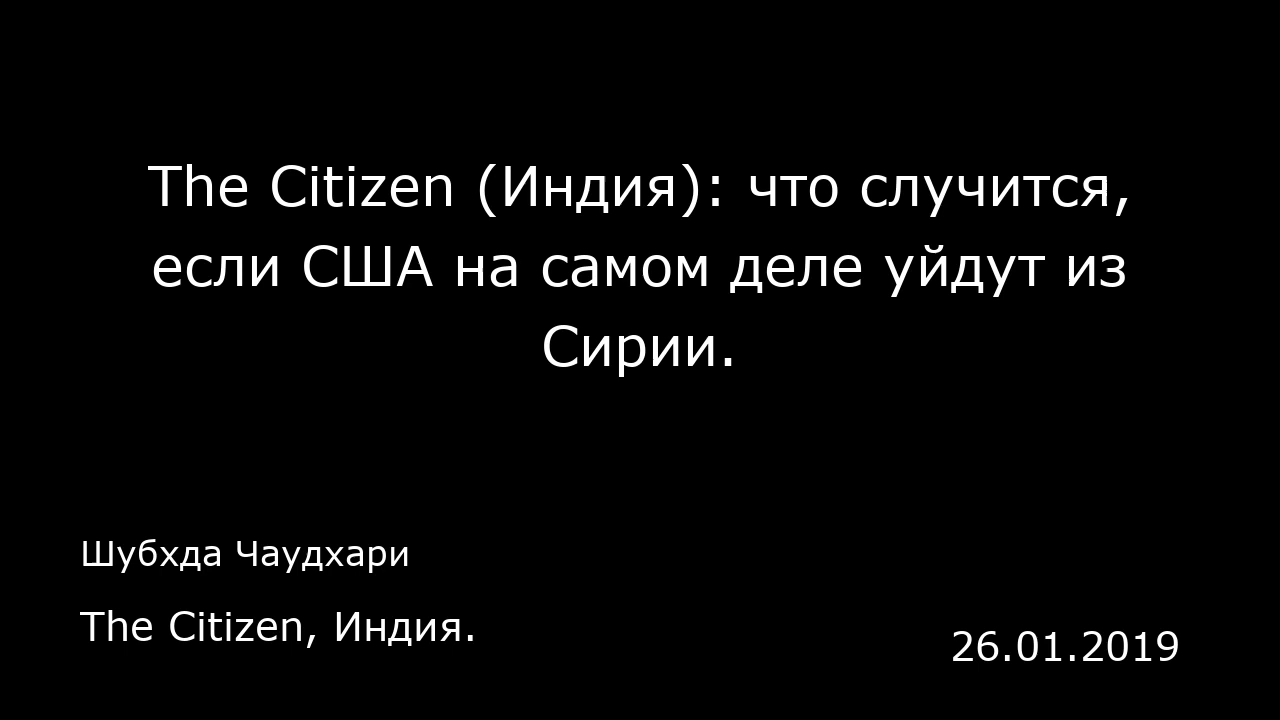 The Citizen (Индия): что случится,
если США на самом деле уйдут из
Сирии.
Шубхда Чаудхари
The Citizen, Индия.
26.01.2019